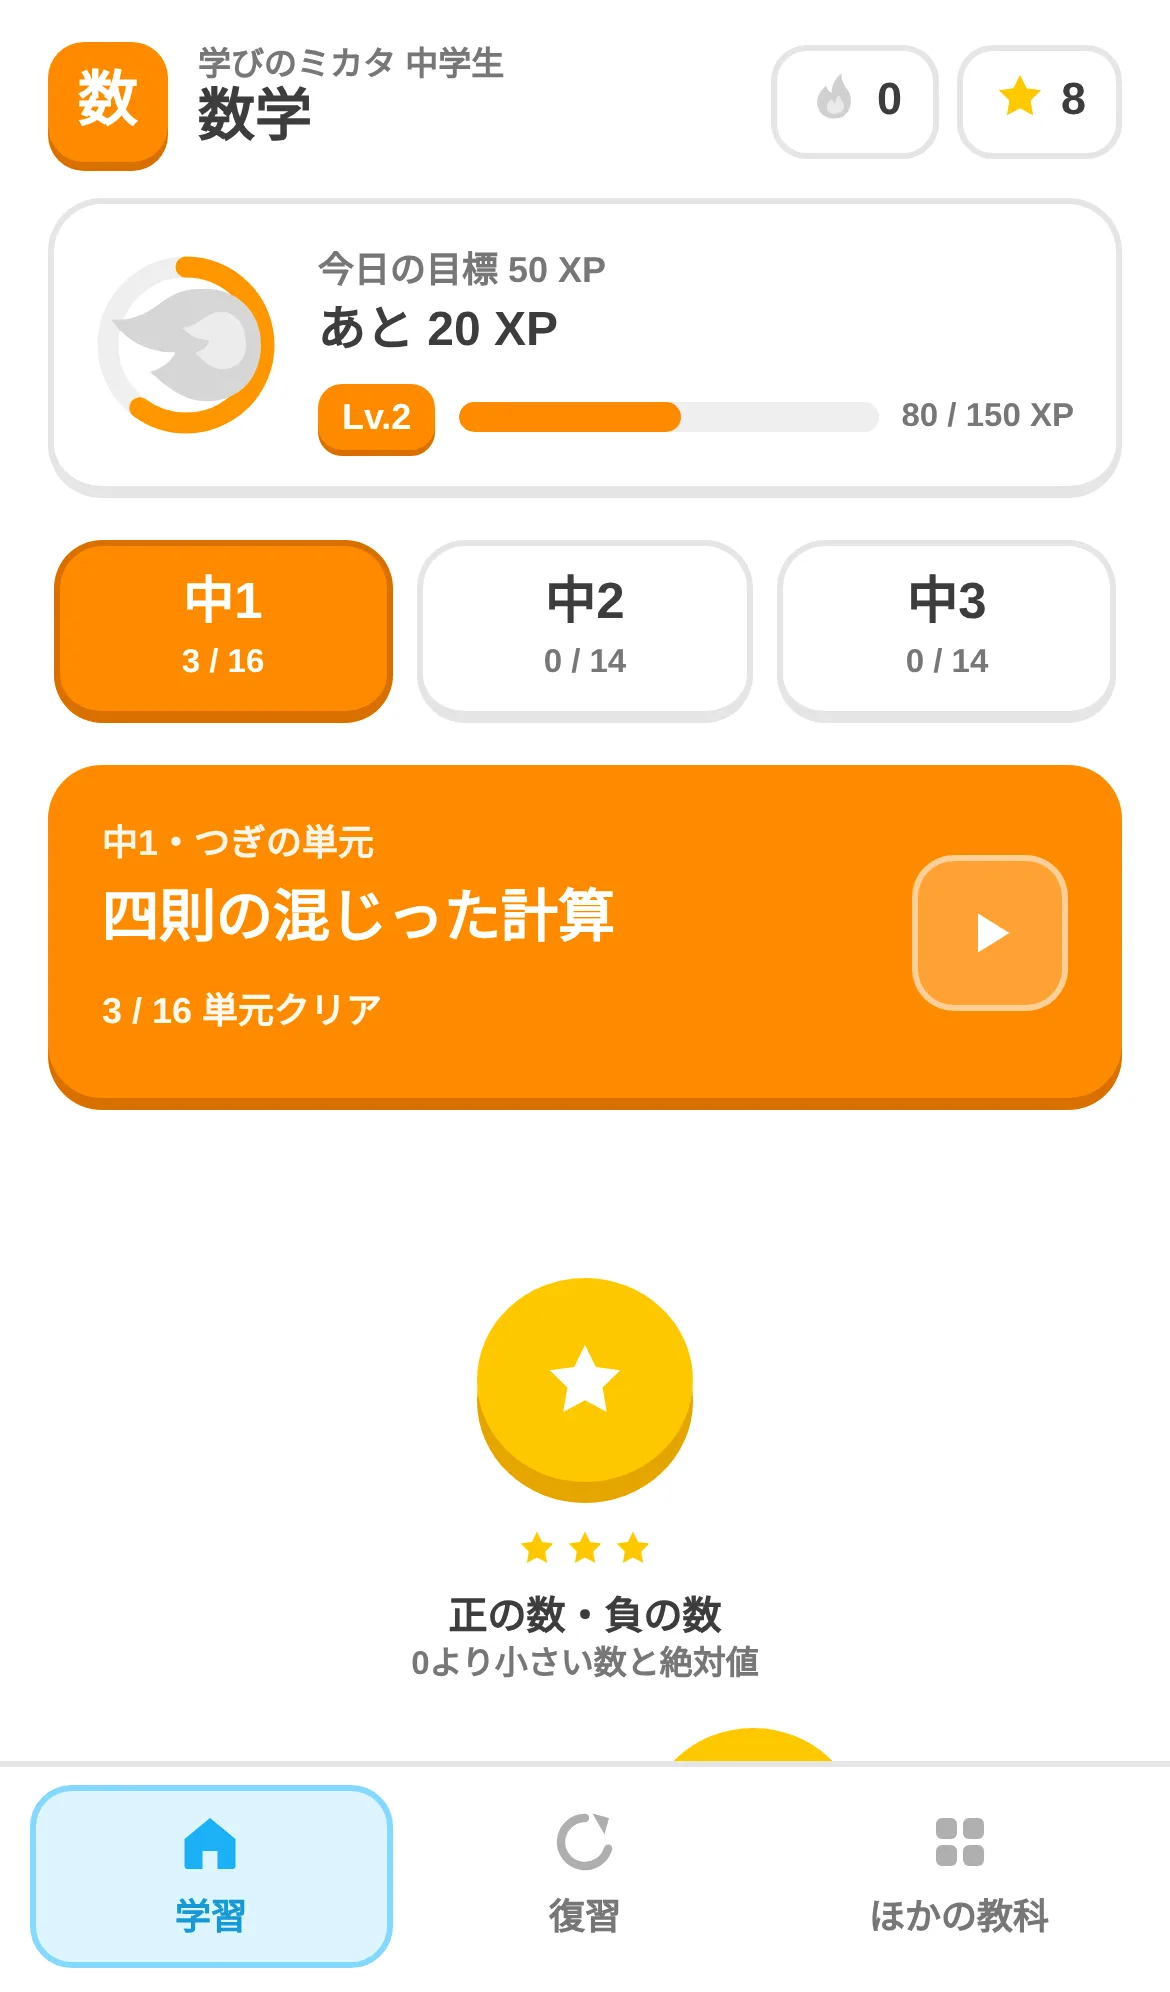 数
学びのミカタ 中学生
数学
0
8
今日の目標 50 XP
あと 20 XP
Lv.2
80 / 150 XP
中1
3 / 16
中2
0 / 14
中3
0 / 14
中1・つぎの単元
四則の混じった計算
3 / 16 単元クリア
正の数・負の数
0より小さい数と絶対値
学習
復習
ほかの教科